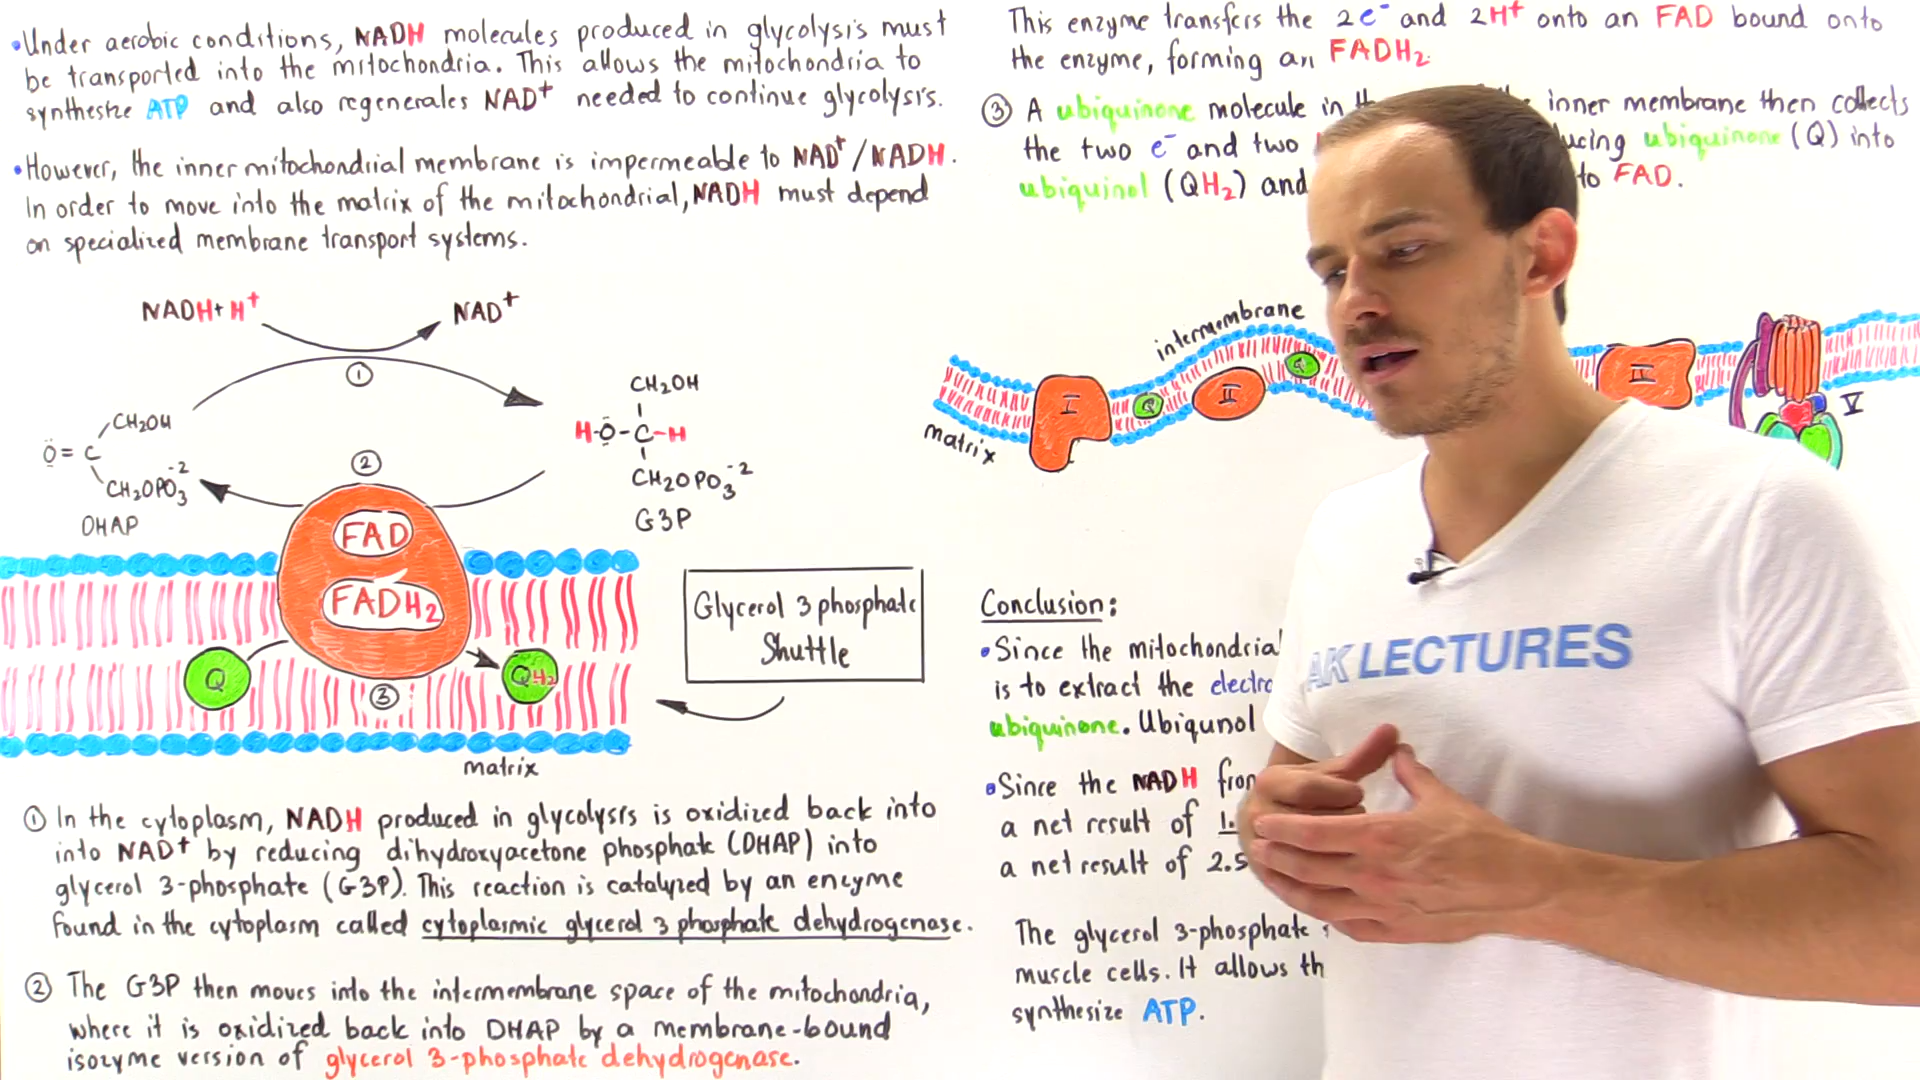 •Under aerobic conditions, NADH molecules produced in glycolysis must
be transported into the mitochondria. This allows the mitochondria to
synthesize ATP and also regenerates NAD⁺ needed to continue glycolysis.
•However, the inner mitochondrial membrane is impermeable to NAD⁺/NADH.
In order to move into the matrix of the mitochondrial, NADH must depend
on specialized membrane transport systems.
NADH+ H⁺
NAD⁺
①
CH₂OH
O=C
CH₂OPO₃⁻²
DHAP
②
CH₂OH
H-O-C-H
CH₂OPO₃⁻²
G3P
FAD
FADH₂
Q
QH₂
③
matrix
Glycerol 3 phosphate
Shuttle
① In the cytoplasm, NADH produced in glycolysis is oxidized back into
into NAD⁺ by reducing dihydroxyacetone phosphate (DHAP) into
glycerol 3-phosphate (G3P). This reaction is catalyzed by an enzyme
found in the cytoplasm called cytoplasmic glycerol 3 phosphate dehydrogenase.
② The G3P then moves into the intermembrane space of the mitochondria,
where it is oxidized back into DHAP by a membrane-bound
isozyme version of glycerol 3-phosphate dehydrogenase.
This enzyme transfers the 2e⁻ and 2H⁺ onto an FAD bound onto
the enzyme, forming an FADH₂.
③ A ubiquinone molecule in inner membrane then collects
the two e⁻ and two ubiquinone (Q) into
ubiquinol (QH₂) and to FAD.
intermembrane
matrix
I
Q
II
Q
III
V
Conclusion:
•Since the mitochondrial
is to extract the
ubiquinone. Ubiqunol
•Since the NADH
a net result of 1.
a net result of 2.5
The glycerol 3-phosphate
muscle cells. It allows
synthesize ATP.
AK LECTURES